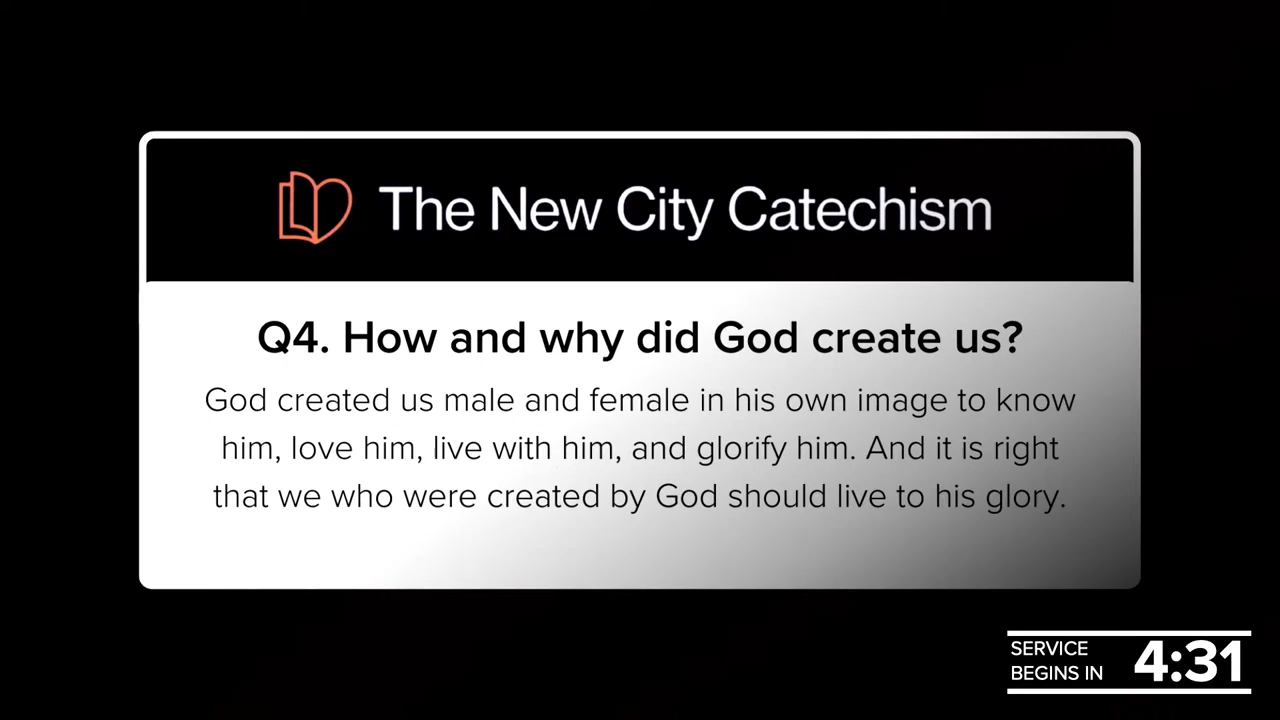 The New City Catechism
Q4. How and why did God create us?
God created us male and female in his own image to know
him, love him, live with him, and glorify him. And it is right
that we who were created by God should live to his glory.
SERVICE
BEGINS IN
4:31